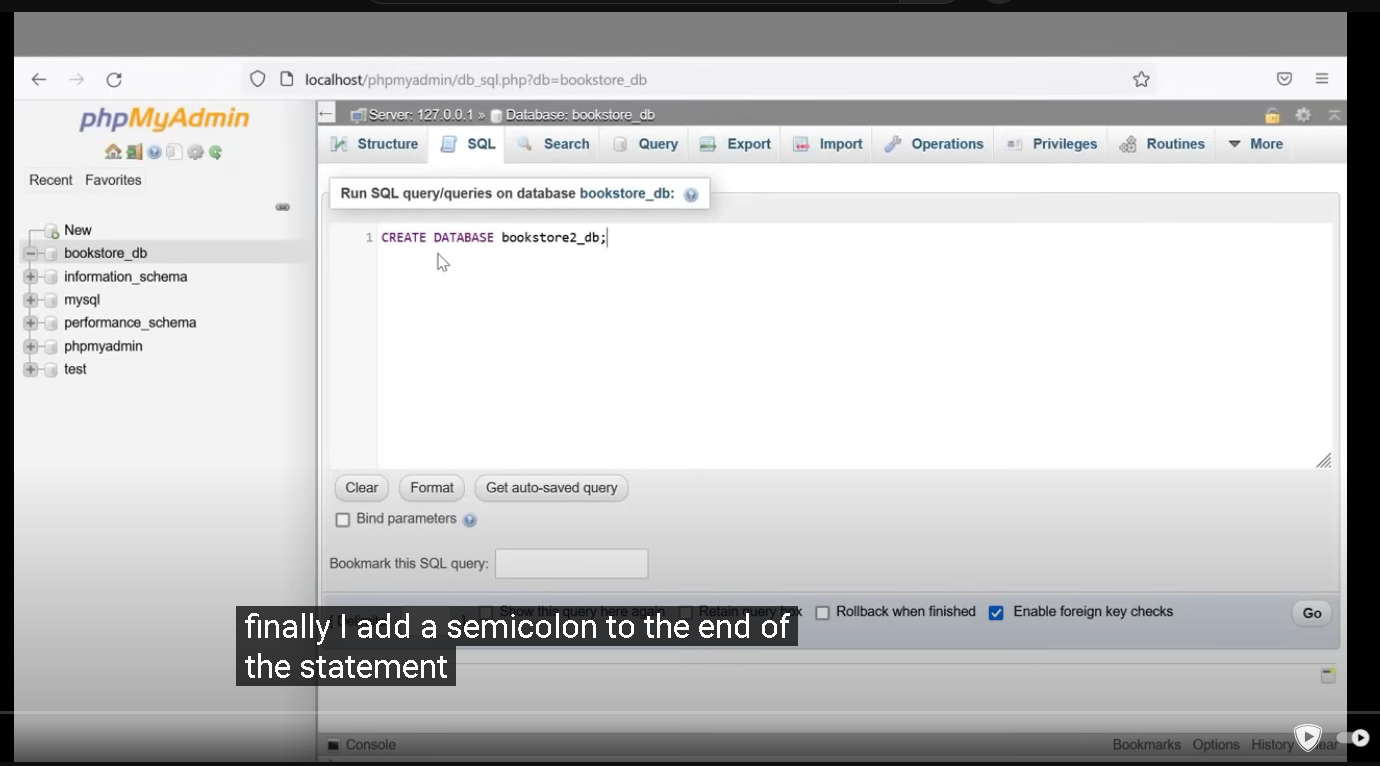 localhost/phpmyadmin/db_sql.php?db=bookstore_db
phpMyAdmin
Recent Favorites
New
bookstore_db
information_schema
mysql
performance_schema
phpmyadmin
test
Server: 127.0.0.1 » Database: bookstore_db
Structure SQL Search Query Export Import Operations Privileges Routines More
Run SQL query/queries on database bookstore_db:
1 CREATE DATABASE bookstore2_db;
Clear Format Get auto-saved query
Bind parameters
Bookmark this SQL query:
Show this query here again Retain query box Rollback when finished Enable foreign key checks Go
finally I add a semicolon to the end of
the statement
Console Bookmarks Options History